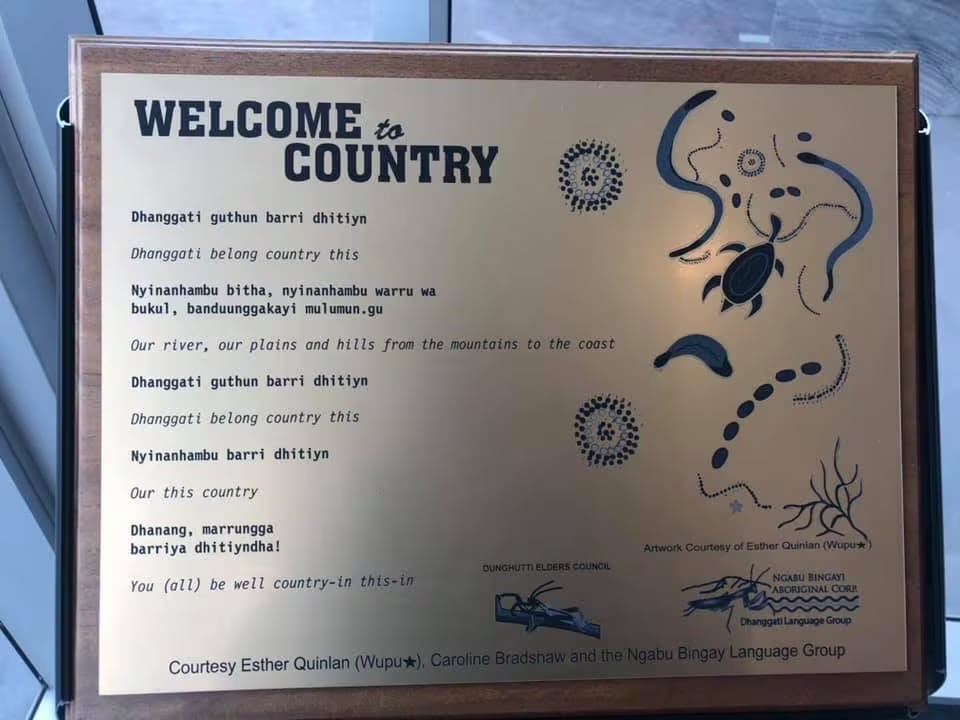 WELCOME to
COUNTRY
Dhanggati guthun barri dhitiyn
Dhanggati belong country this
Nyinanhambu bitha, nyinanhambu warru wa
bukul, banduunggakayi mulumun.gu
Our river, our plains and hills from the mountains to the coast
Dhanggati guthun barri dhitiyn
Dhanggati belong country this
Nyinanhambu barri dhitiyn
Our this country
Dhanang, marrungga
barriya dhitiyndha!
You (all) be well country-in this-in
Artwork Courtesy of Esther Quinlan (Wupu★)
DUNGHUTTI ELDERS COUNCIL
NGABU BINGAYI
ABORIGINAL CORP.
Dhanggati Language Group
Courtesy Esther Quinlan (Wupu★), Caroline Bradshaw and the Ngabu Bingay Language Group